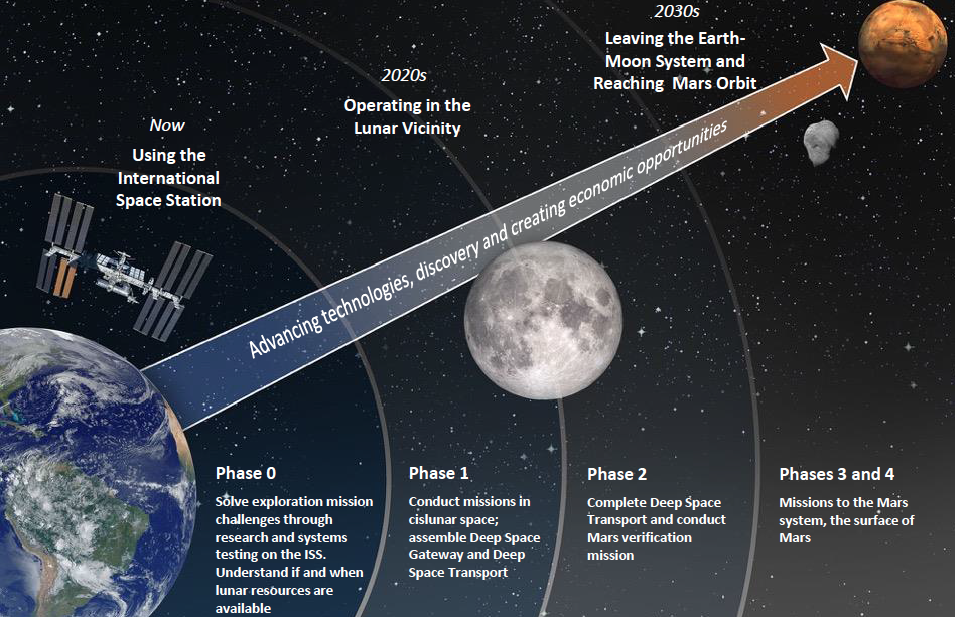 Now
Using the
International
Space Station
2020s
Operating in the
Lunar Vicinity
2030s
Leaving the Earth-
Moon System and
Reaching Mars Orbit
Advancing technologies, discovery and creating economic opportunities
Phase 0
Solve exploration mission
challenges through
research and systems
testing on the ISS.
Understand if and when
lunar resources are
available
Phase 1
Conduct missions in
cislunar space;
assemble Deep Space
Gateway and Deep
Space Transport
Phase 2
Complete Deep Space
Transport and conduct
Mars verification
mission
Phases 3 and 4
Missions to the Mars
system, the surface of
Mars